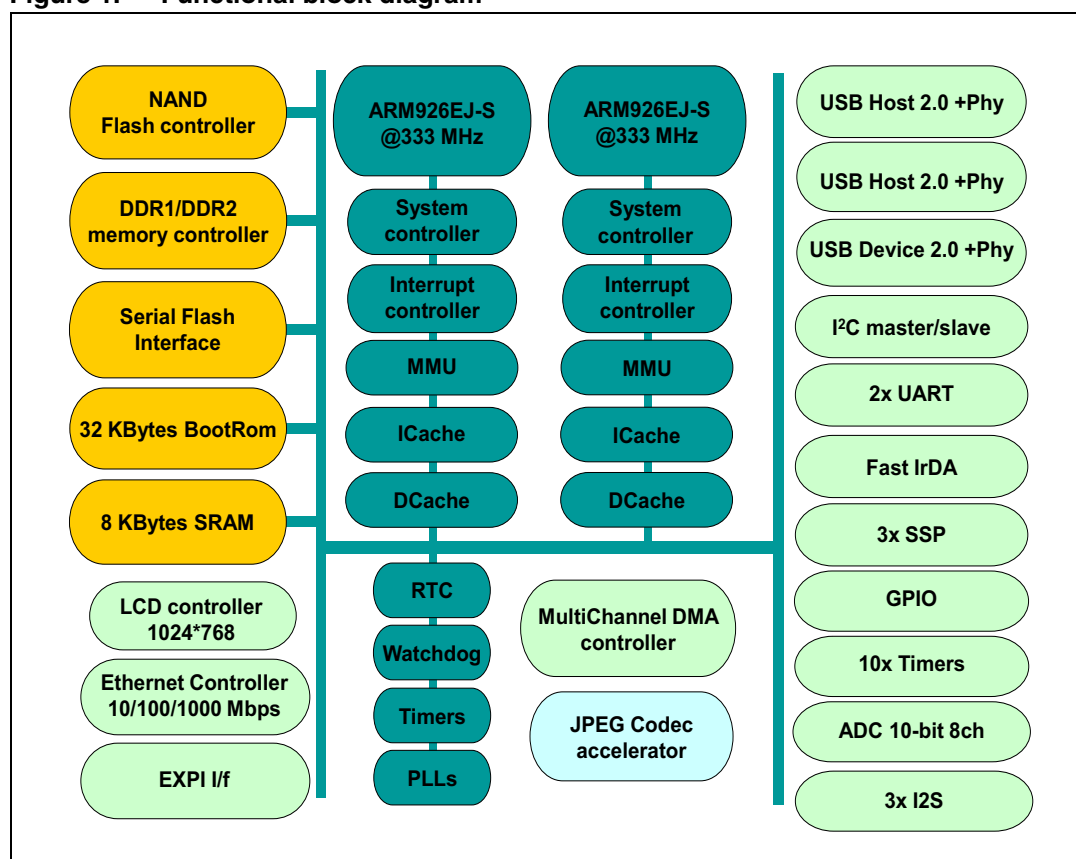 Figure 1. Functional block diagram
NAND
Flash controller
DDR1/DDR2
memory controller
Serial Flash
Interface
32 KBytes BootRom
8 KBytes SRAM
LCD controller
1024*768
Ethernet Controller
10/100/1000 Mbps
EXPI I/f
ARM926EJ-S
@333 MHz
System
controller
Interrupt
controller
MMU
ICache
DCache
RTC
Watchdog
Timers
PLLs
ARM926EJ-S
@333 MHz
System
controller
Interrupt
controller
MMU
ICache
DCache
MultiChannel DMA
controller
JPEG Codec
accelerator
USB Host 2.0 +Phy
USB Host 2.0 +Phy
USB Device 2.0 +Phy
I²C master/slave
2x UART
Fast IrDA
3x SSP
GPIO
10x Timers
ADC 10-bit 8ch
3x I2S